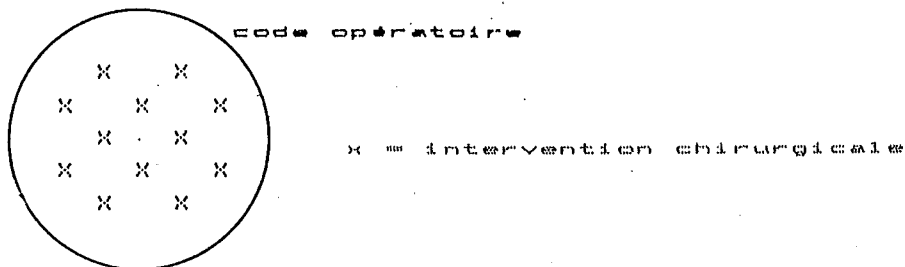 code opératoire
x x
x x x
x x
x x x
x x
x = intervention chirurgicale